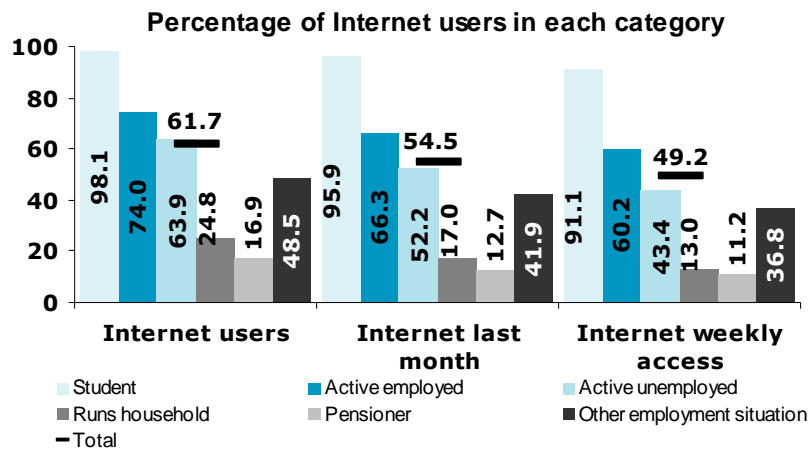 Percentage of Internet users in each category
100
80
60
40
20
0
98.1
74.0
63.9
61.7
24.8
16.9
48.5
95.9
66.3
52.2
54.5
17.0
12.7
41.9
91.1
60.2
43.4
49.2
13.0
11.2
36.8
Internet users
Internet last
month
Internet weekly
access
Student
Active employed
Active unemployed
Runs household
Pensioner
Other employment situation
Total